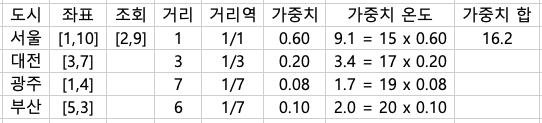 도시 좌표 조회 거리 거리역 가중치 가중치 온도 가중치 합
서울 [1,10] [2,9] 1 1/1 0.60 9.1 = 15 x 0.60 16.2
대전 [3,7] 3 1/3 0.20 3.4 = 17 x 0.20
광주 [1,4] 7 1/7 0.08 1.7 = 19 x 0.08
부산 [5,3] 6 1/7 0.10 2.0 = 20 x 0.10